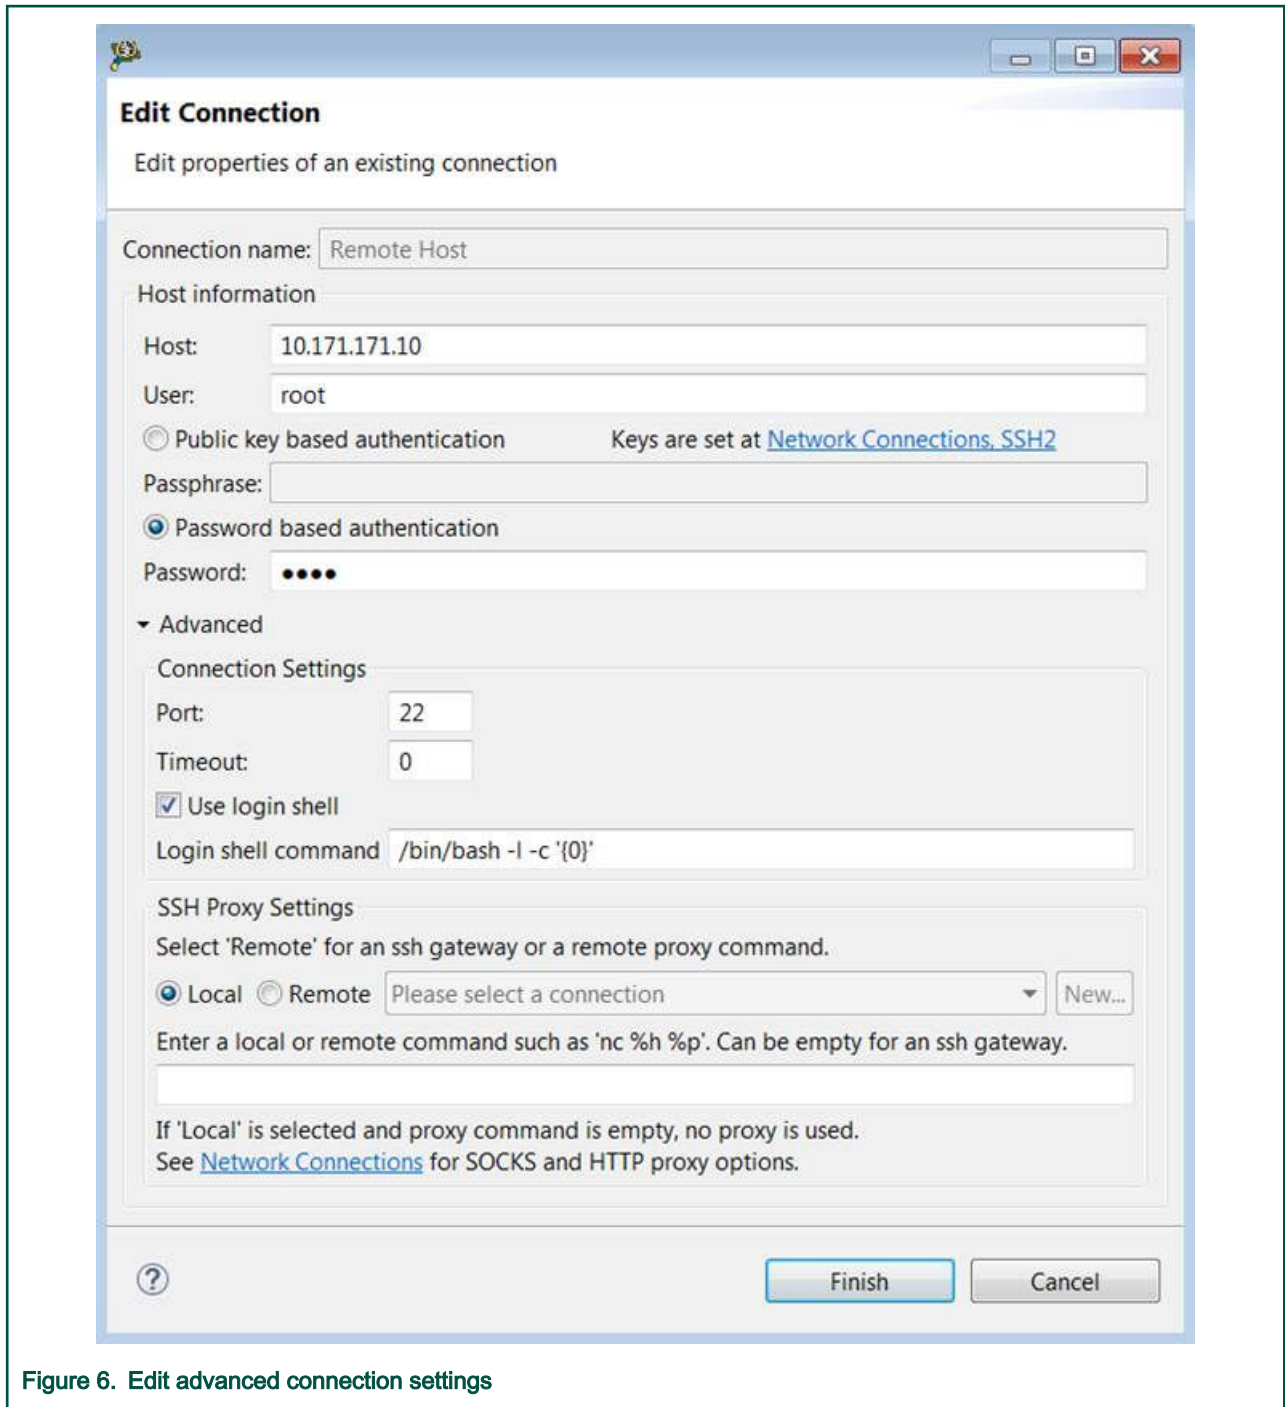 Edit Connection
Edit properties of an existing connection
Connection name: Remote Host
Host information
Host: 10.171.171.10
User: root
Public key based authentication Keys are set at Network Connections, SSH2
Passphrase:
Password based authentication
Password: ●●●●
Advanced
Connection Settings
Port: 22
Timeout: 0
Use login shell
Login shell command /bin/bash -l -c '{0}'
SSH Proxy Settings
Select 'Remote' for an ssh gateway or a remote proxy command.
Local Remote Please select a connection New...
Enter a local or remote command such as 'nc %h %p'. Can be empty for an ssh gateway.
If 'Local' is selected and proxy command is empty, no proxy is used.
See Network Connections for SOCKS and HTTP proxy options.
? Finish Cancel
Figure 6. Edit advanced connection settings